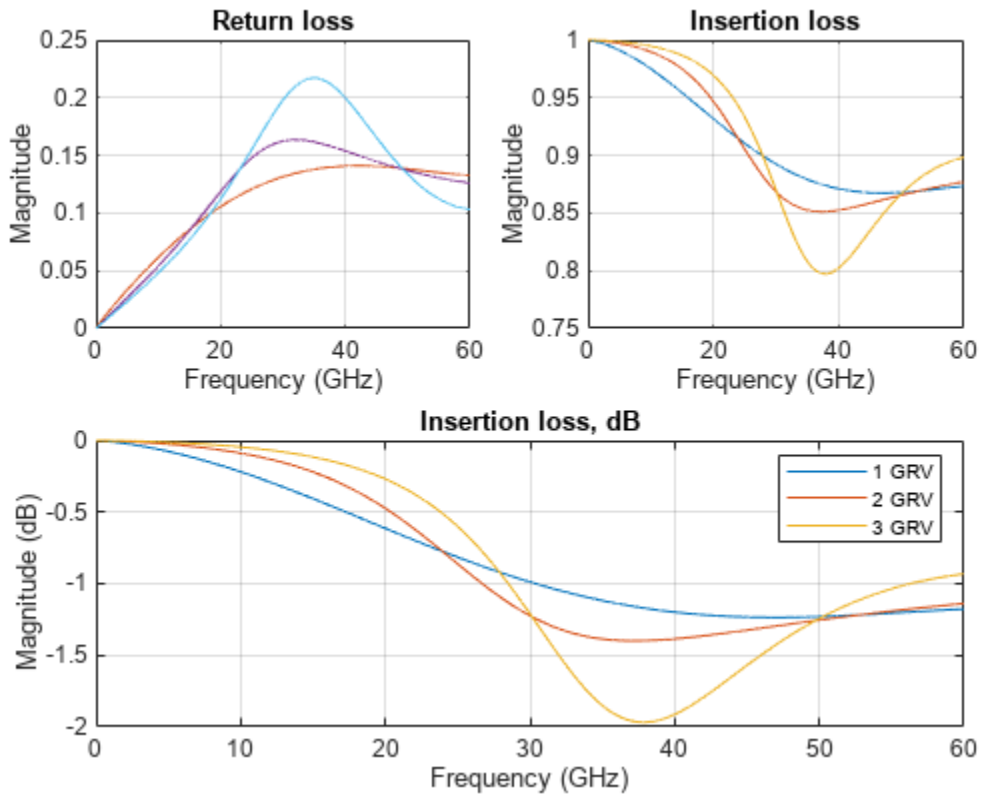 Return loss
0.25
0.2
0.15
0.1
0.05
0
Magnitude
0 20 40 60
Frequency (GHz)
Insertion loss
1
0.95
0.9
0.85
0.8
0.75
Magnitude
0 20 40 60
Frequency (GHz)
Insertion loss, dB
0
-0.5
-1
-1.5
-2
Magnitude (dB)
1 GRV
2 GRV
3 GRV
0 10 20 30 40 50 60
Frequency (GHz)